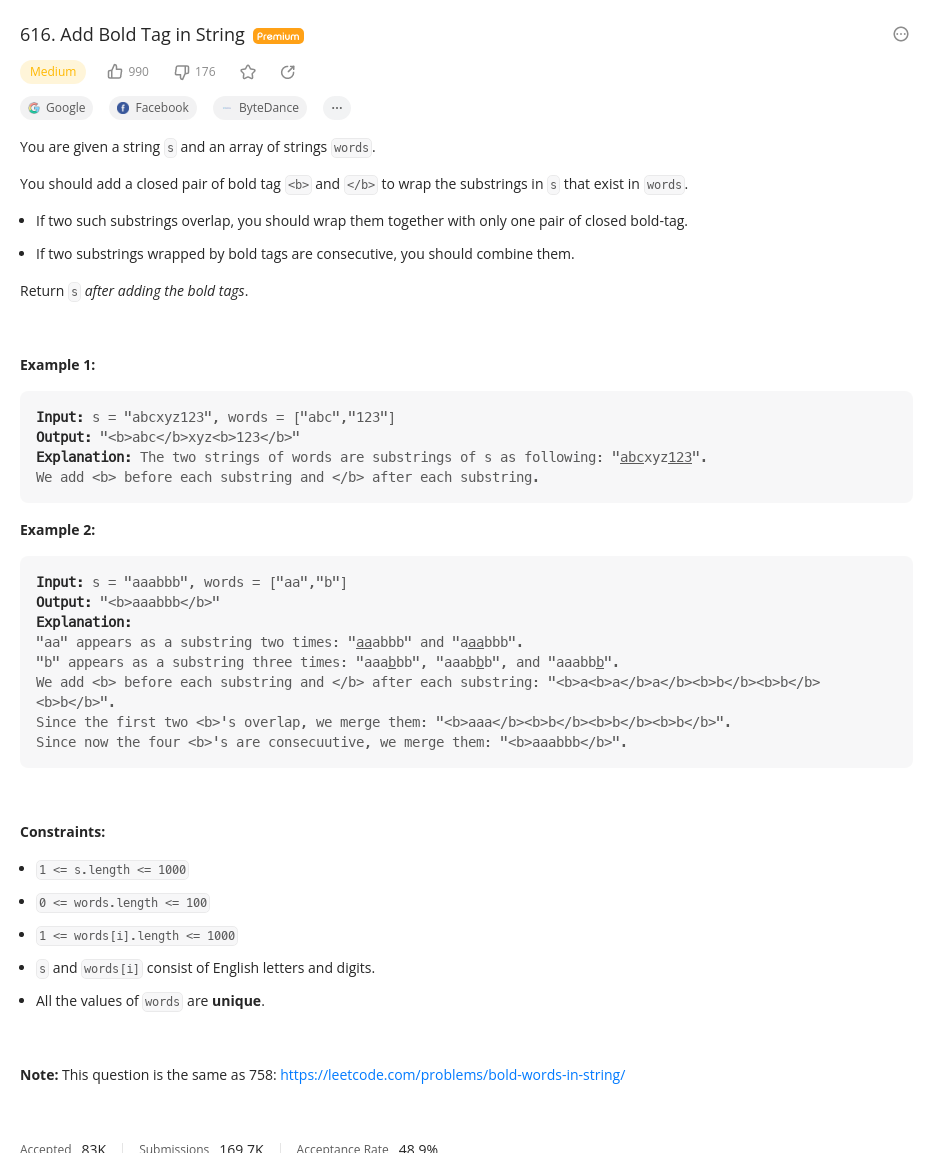 616. Add Bold Tag in String Premium
Medium 990 176
Google Facebook ByteDance ...
You are given a string s and an array of strings words.
You should add a closed pair of bold tag <b> and </b> to wrap the substrings in s that exist in words.
• If two such substrings overlap, you should wrap them together with only one pair of closed bold-tag.
• If two substrings wrapped by bold tags are consecutive, you should combine them.
Return s after adding the bold tags.
Example 1:
Input: s = "abcxyz123", words = ["abc","123"]
Output: "<b>abc</b>xyz<b>123</b>"
Explanation: The two strings of words are substrings of s as following: "abcxyz123".
We add <b> before each substring and </b> after each substring.
Example 2:
Input: s = "aaabbb", words = ["aa","b"]
Output: "<b>aaabbb</b>"
Explanation:
"aa" appears as a substring two times: "aaabbb" and "aaabbb".
"b" appears as a substring three times: "aaabbb", "aaabbb", and "aaabbb".
We add <b> before each substring and </b> after each substring: "<b>a<b>a</b>a</b><b>b</b><b>b</b>
<b>b</b>".
Since the first two <b>'s overlap, we merge them: "<b>aaa</b><b>b</b><b>b</b><b>b</b>".
Since now the four <b>'s are consecuutive, we merge them: "<b>aaabbb</b>".
Constraints:
• 1 <= s.length <= 1000
• 0 <= words.length <= 100
• 1 <= words[i].length <= 1000
• s and words[i] consist of English letters and digits.
• All the values of words are unique.
Note: This question is the same as 758: https://leetcode.com/problems/bold-words-in-string/
Accepted 83K Submissions 169.7K Acceptance Rate 48.9%